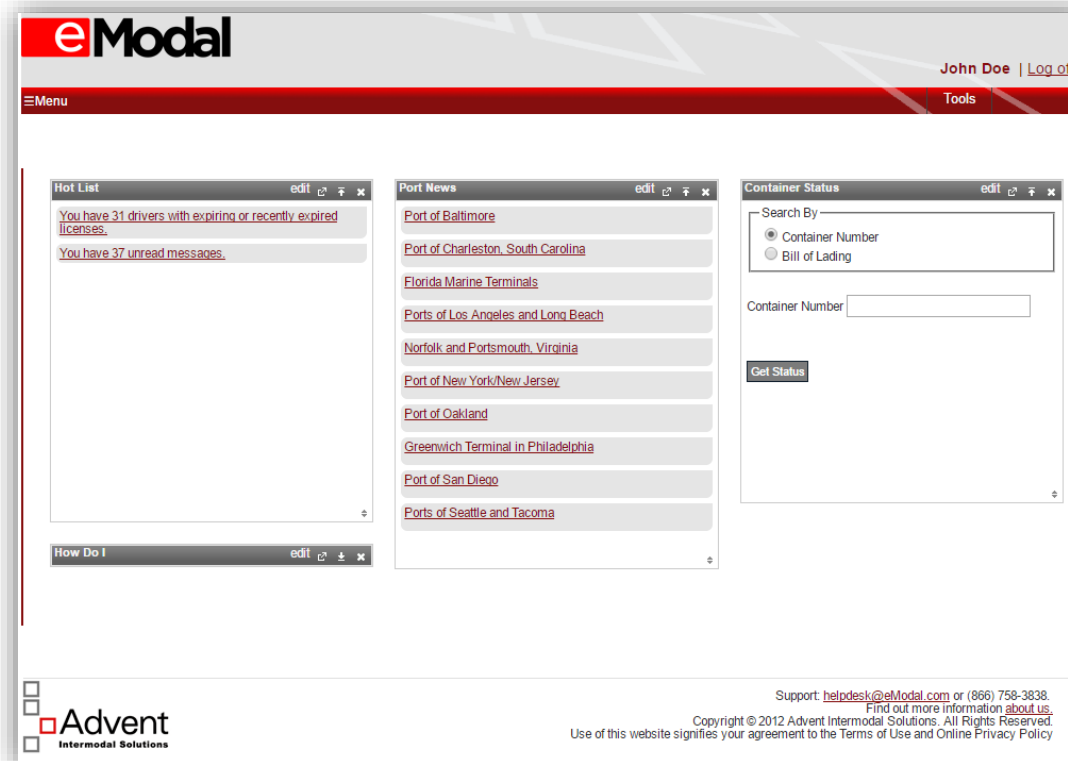 eModal
John Doe | Log of
☰Menu
Tools
Hot List edit
You have 31 drivers with expiring or recently expired
licenses.
You have 37 unread messages.
How Do I edit
Port News edit
Port of Baltimore
Port of Charleston, South Carolina
Florida Marine Terminals
Ports of Los Angeles and Long Beach
Norfolk and Portsmouth, Virginia
Port of New York/New Jersey
Port of Oakland
Greenwich Terminal in Philadelphia
Port of San Diego
Ports of Seattle and Tacoma
Container Status edit
Search By
Container Number
Bill of Lading
Container Number
Get Status
Advent
Intermodal Solutions
Support: helpdesk@eModal.com or (866) 758-3838.
Find out more information about us.
Copyright © 2012 Advent Intermodal Solutions. All Rights Reserved.
Use of this website signifies your agreement to the Terms of Use and Online Privacy Policy